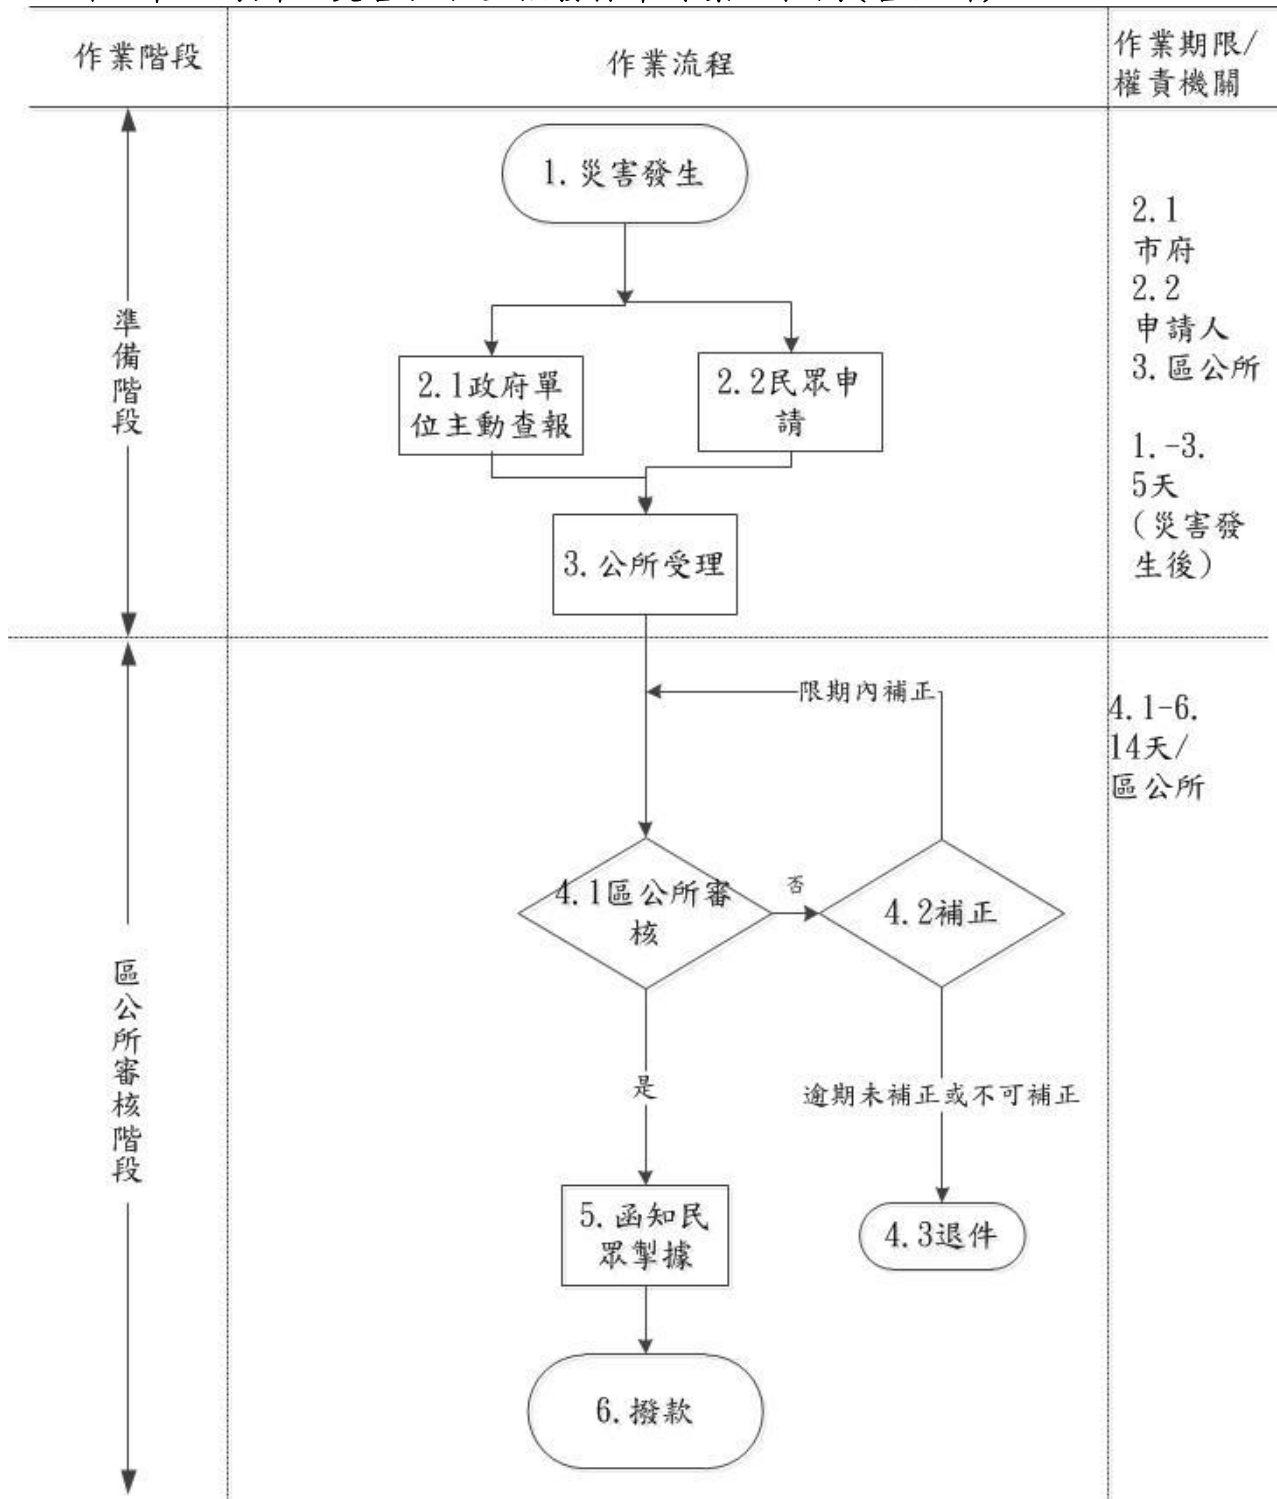 作業階段
作業流程
作業期限/
權責機關
準備階段
1.災害發生
2.1政府單
位主動查報
2.2民眾申
請
3.公所受理
2.1
市府
2.2
申請人
3.區公所
1.-3.
5天
(災害發
生後)
區公所審核階段
限期內補正
4.1區公所審
核
否
4.2補正
是
逾期未補正或不可補正
5.函知民
眾掣據
4.3退件
6.撥款
4.1-6.
14天/
區公所